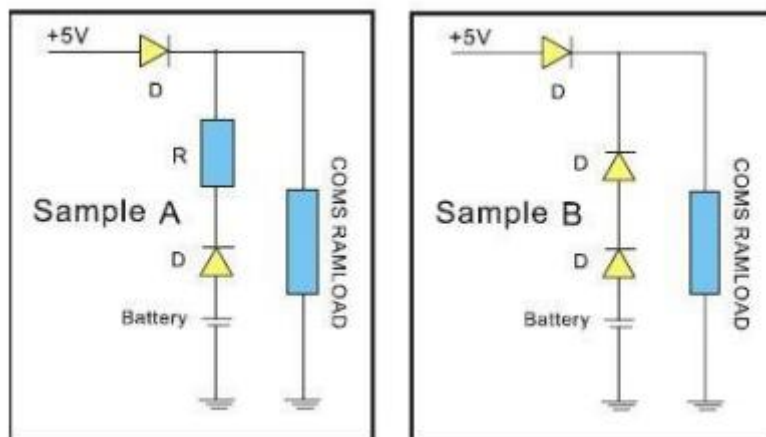 +5V
D
R
Sample A
D
Battery
COMS RAMLOAD
+5V
D
D
Sample B
D
Battery
COMS RAMLOAD